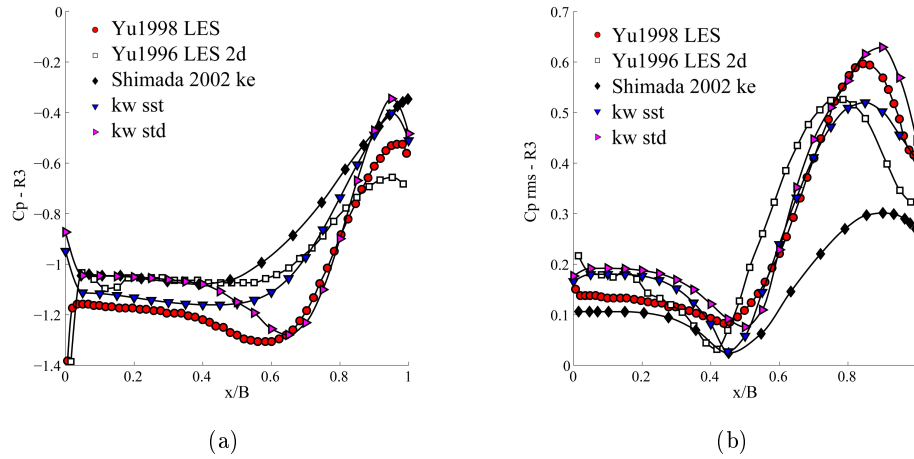 Yu1998 LES
Yu1996 LES 2d
Shimada 2002 ke
kw sst
kw std
Cp - R3
−0.2
−0.4
−0.6
−0.8
−1
−1.2
−1.4
0
0.2
0.4
0.6
0.8
1
x/B
(a)
Yu1998 LES
Yu1996 LES 2d
Shimada 2002 ke
kw sst
kw std
Cp rms - R3
0.7
0.6
0.5
0.4
0.3
0.2
0.1
0
0
0.2
0.4
0.6
0.8
x/B
(b)